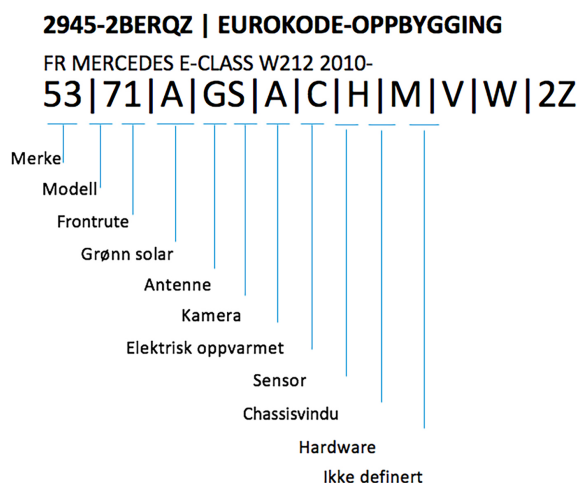 2945-2BERQZ | EUROKODE-OPPBYGGING
FR MERCEDES E-CLASS W212 2010-
53|71|A|GS|A|C|H|M|V|W|2Z
Merke
Modell
Frontrute
Grønn solar
Antenne
Kamera
Elektrisk oppvarmet
Sensor
Chassisvindu
Hardware
Ikke definert